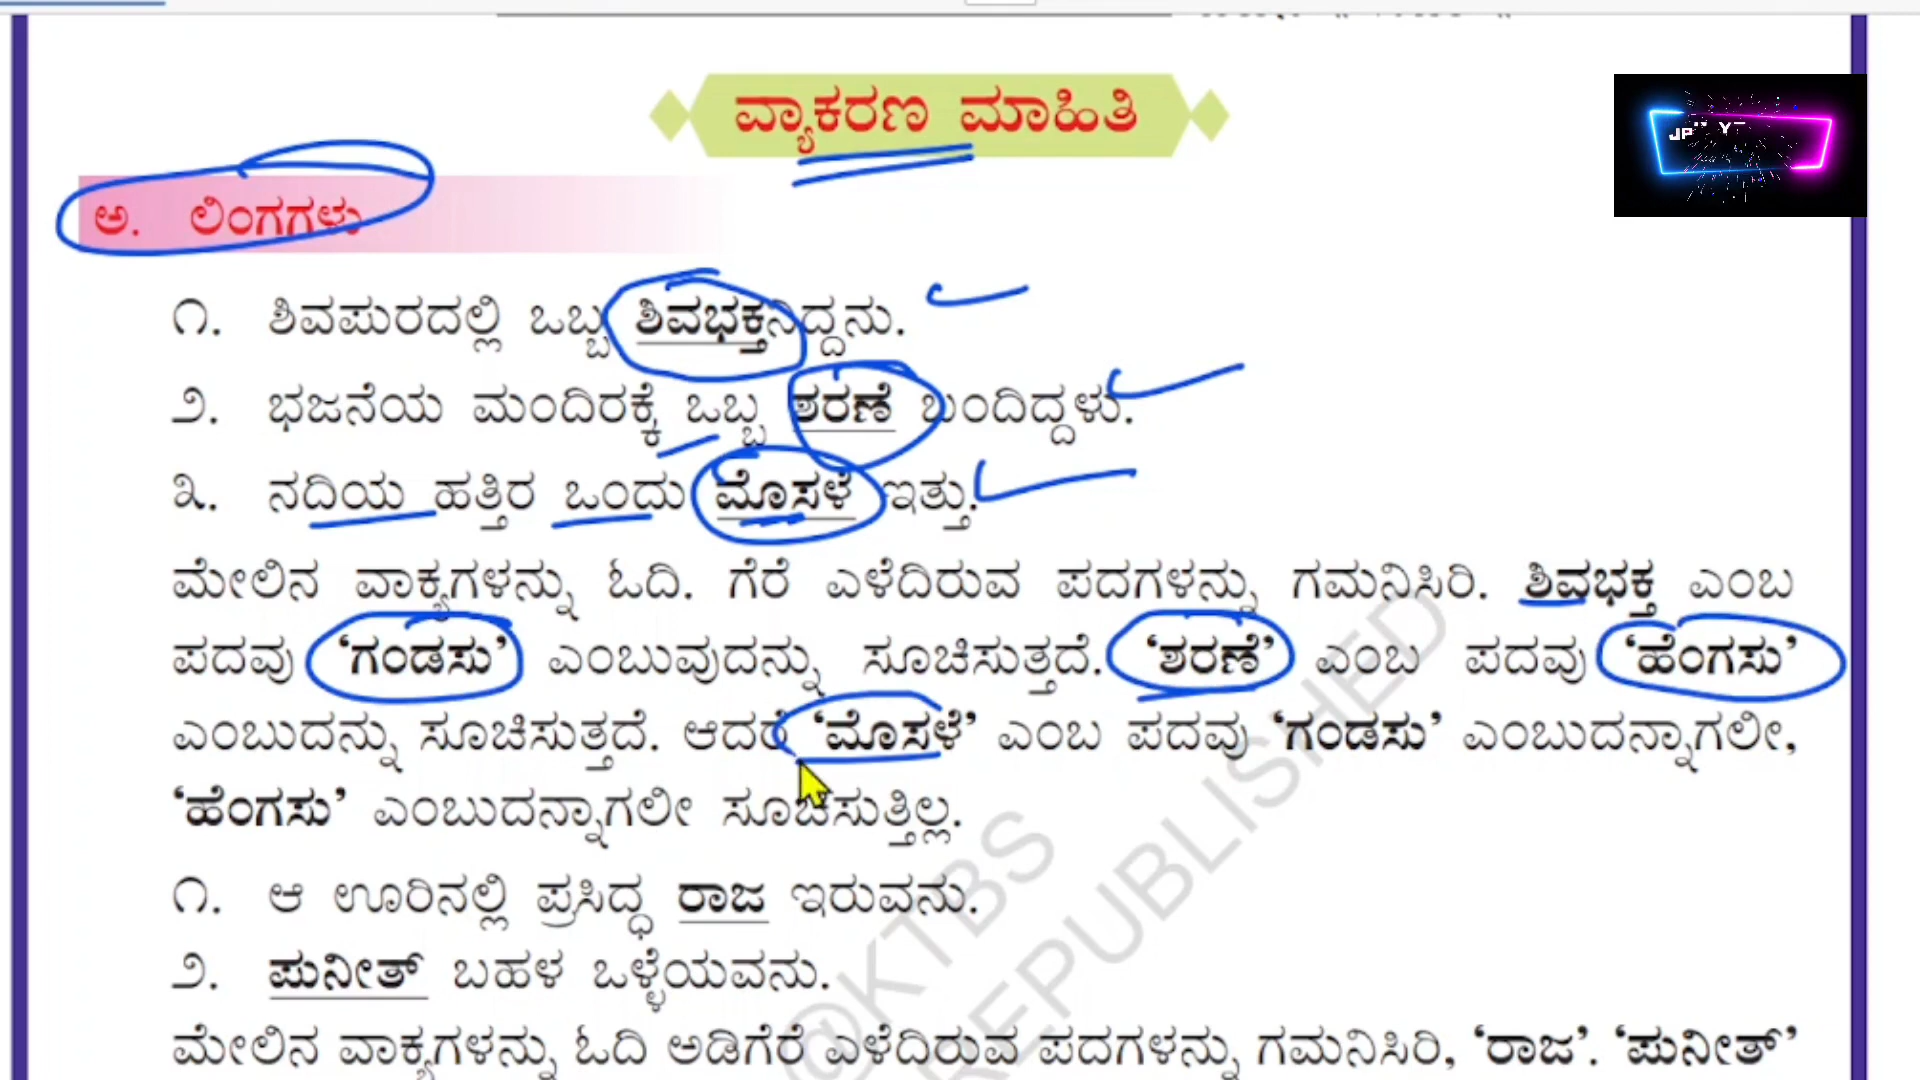 ವ್ಯಾಕರಣ ಮಾಹಿತಿ
ಅ. ಲಿಂಗಗಳು
೧. ಶಿವಪುರದಲ್ಲಿ ಒಬ್ಬ ಶಿವಭಕ್ತನಿದ್ದನು.
೨. ಭಜನೆಯ ಮಂದಿರಕ್ಕೆ ಒಬ್ಬ ಶರಣೆ ಬಂದಿದ್ದಳು.
೩. ನದಿಯ ಹತ್ತಿರ ಒಂದು ಮೊಸಳೆ ಇತ್ತು.
ಮೇಲಿನ ವಾಕ್ಯಗಳನ್ನು ಓದಿ. ಗೆರೆ ಎಳೆದಿರುವ ಪದಗಳನ್ನು ಗಮನಿಸಿರಿ. ಶಿವಭಕ್ತ ಎಂಬ
ಪದವು ‘ಗಂಡಸು’ ಎಂಬುವುದನ್ನು ಸೂಚಿಸುತ್ತದೆ. ‘ಶರಣೆ’ ಎಂಬ ಪದವು ‘ಹೆಂಗಸು’
ಎಂಬುದನ್ನು ಸೂಚಿಸುತ್ತದೆ. ಆದರೆ ‘ಮೊಸಳೆ’ ಎಂಬ ಪದವು ‘ಗಂಡಸು’ ಎಂಬುದನ್ನಾಗಲೀ,
‘ಹೆಂಗಸು’ ಎಂಬುದನ್ನಾಗಲೀ ಸೂಚಿಸುತ್ತಿಲ್ಲ.
೧. ಆ ಊರಿನಲ್ಲಿ ಪ್ರಸಿದ್ಧ ರಾಜ ಇರುವನು.
೨. ಪುನೀತ್ ಬಹಳ ಒಳ್ಳೆಯವನು.
ಮೇಲಿನ ವಾಕ್ಯಗಳನ್ನು ಓದಿ ಅಡಿಗೆರೆ ಎಳೆದಿರುವ ಪದಗಳನ್ನು ಗಮನಿಸಿರಿ, ‘ರಾಜ’. ‘ಪುನೀತ್’
@KTBS
REPUBLISHED